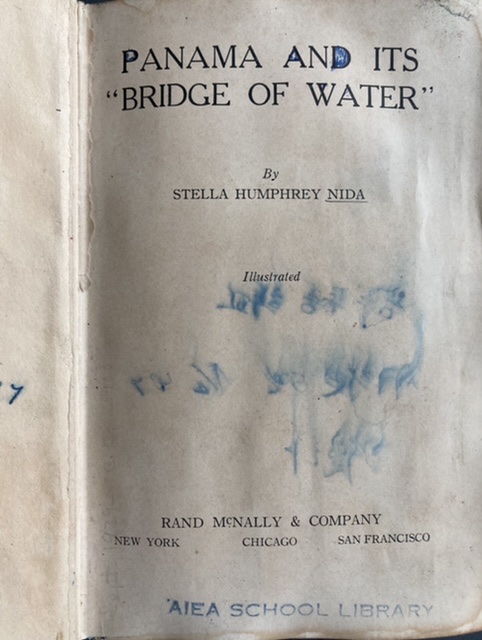 PANAMA AND ITS
"BRIDGE OF WATER"
By
STELLA HUMPHREY NIDA
Illustrated
RAND McNALLY & COMPANY
NEW YORK CHICAGO SAN FRANCISCO
AIEA SCHOOL LIBRARY